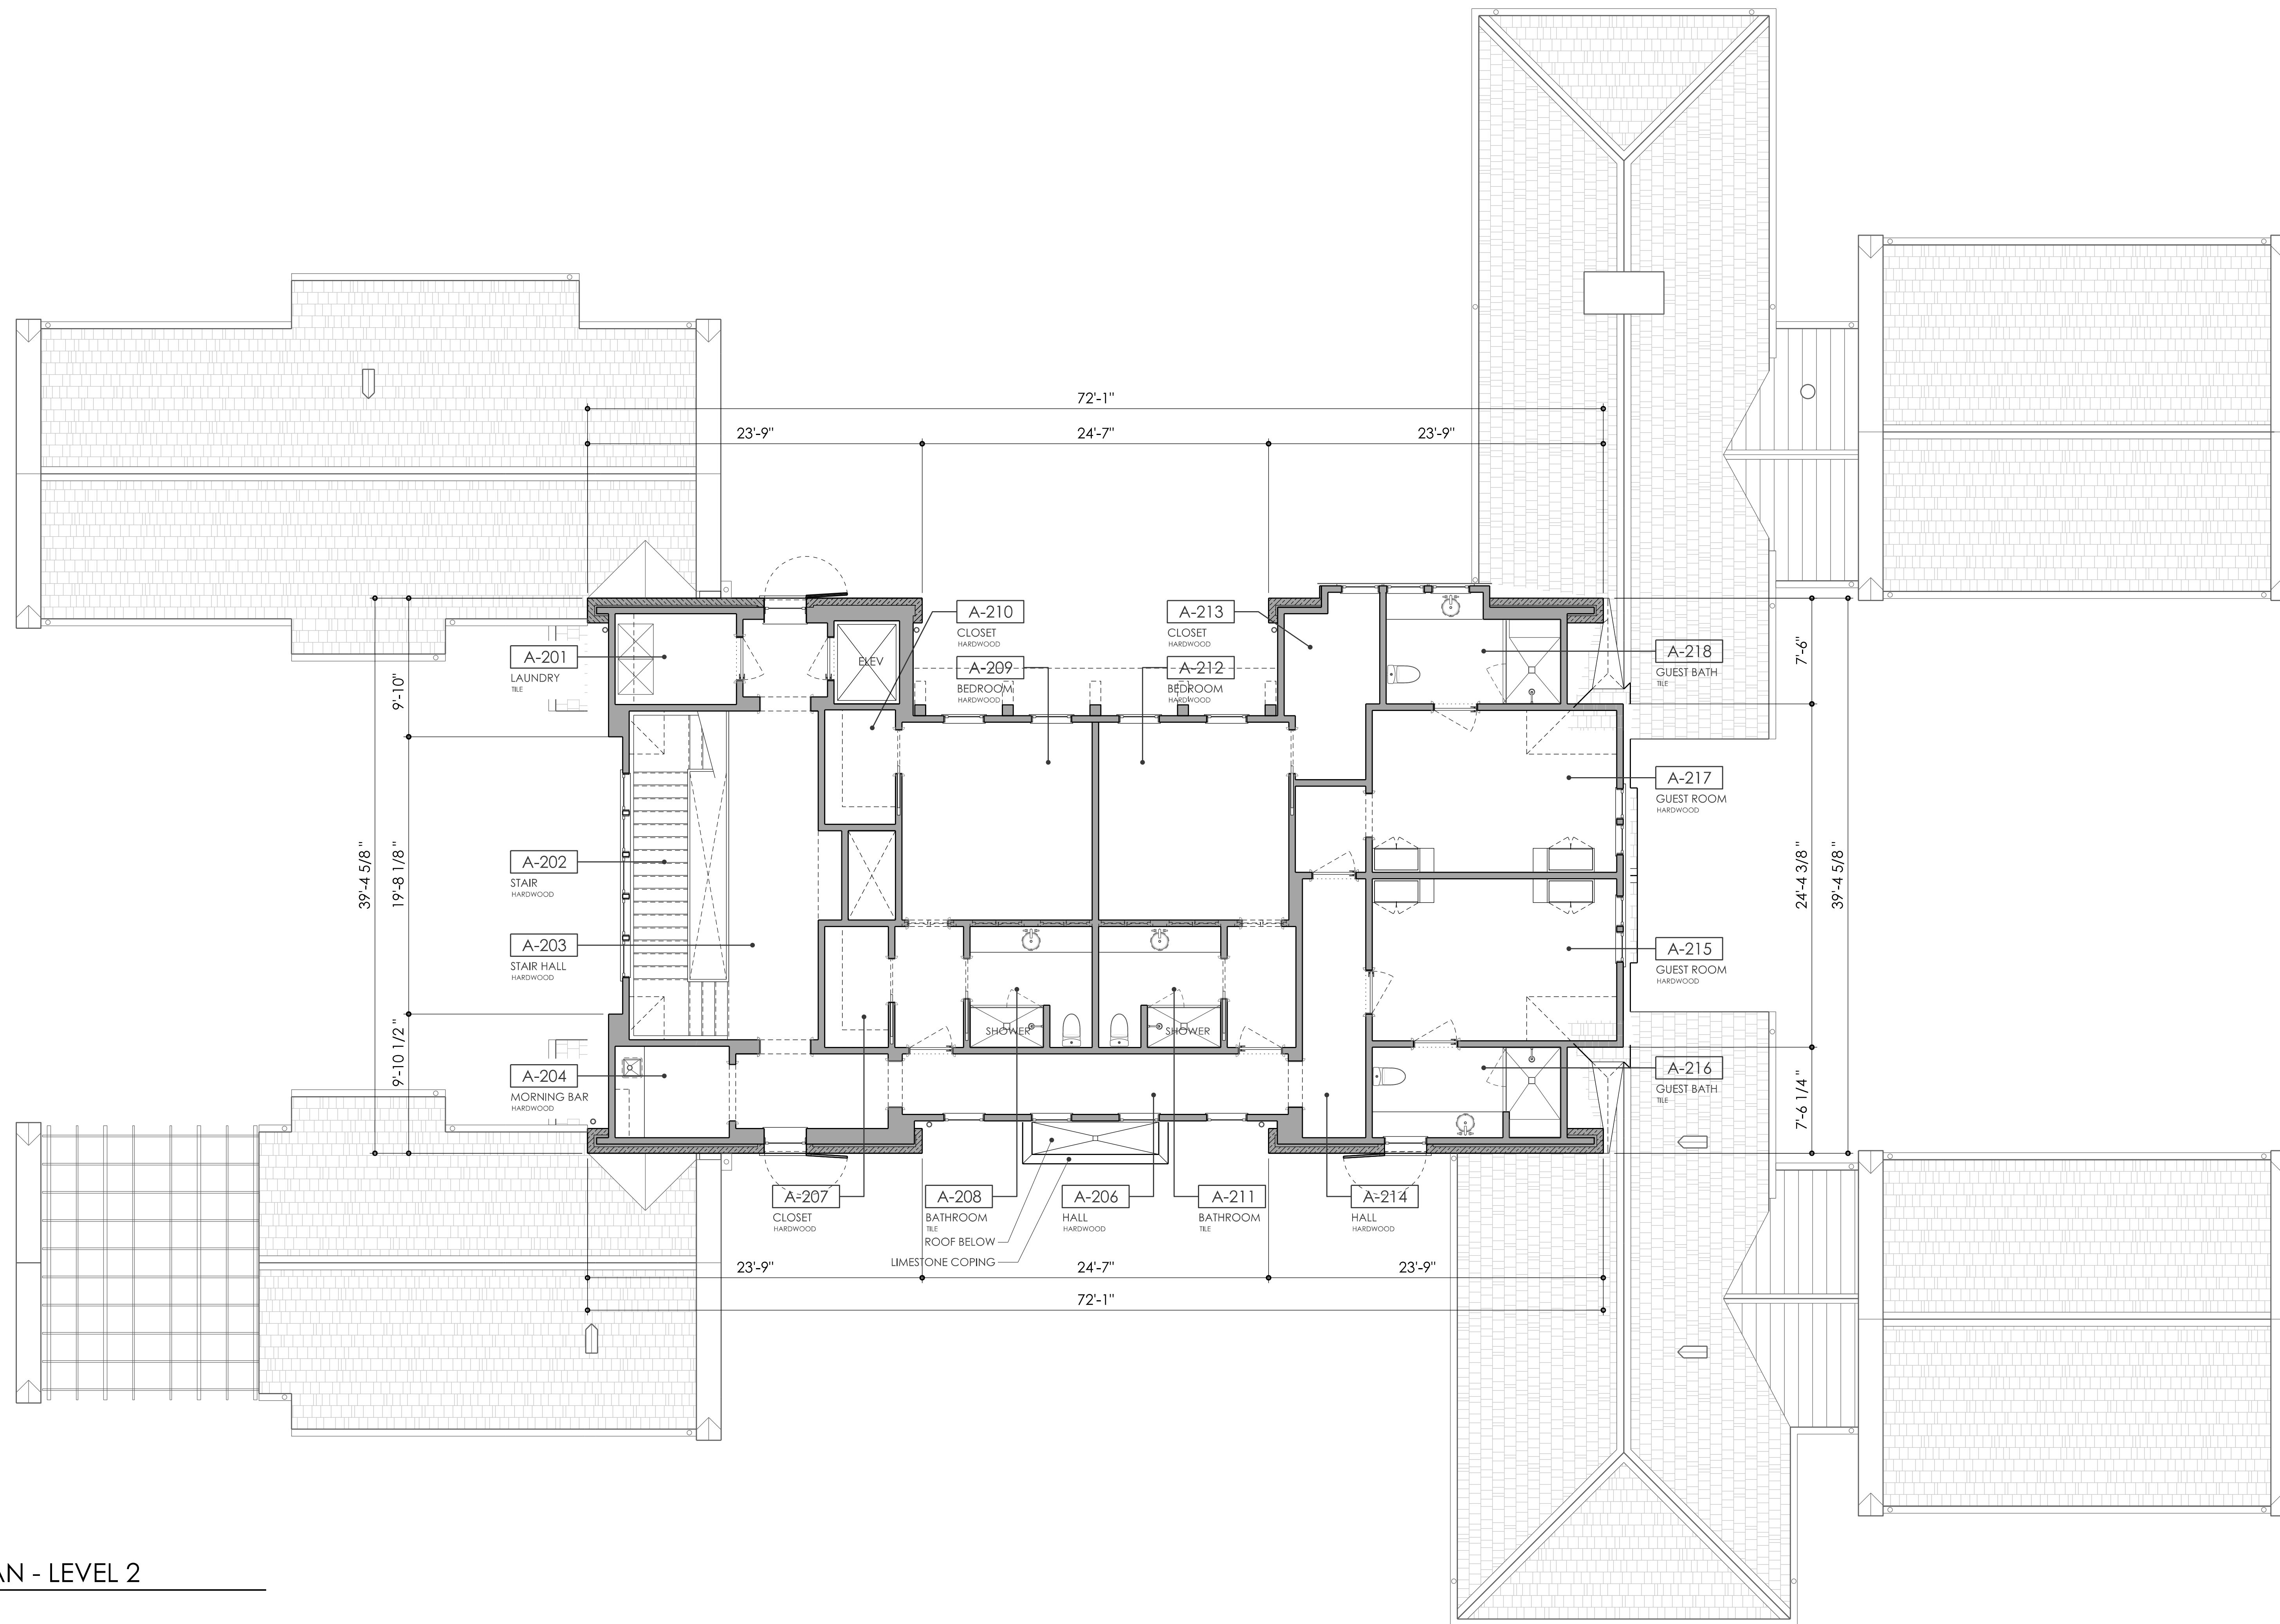 72'-1"
23'-9"
24'-7"
23'-9"
A-210
CLOSET
HARDWOOD
A-213
CLOSET
HARDWOOD
A-201
LAUNDRY
TILE
ELEV
A-209
BEDROOM
HARDWOOD
A-212
BEDROOM
HARDWOOD
A-218
GUEST BATH
TILE
7'-6"
9'-10"
A-217
GUEST ROOM
HARDWOOD
39'-4 5/8"
19'-8 1/8"
A-202
STAIR
HARDWOOD
24'-4 3/8"
39'-4 5/8"
A-203
STAIR HALL
HARDWOOD
A-215
GUEST ROOM
HARDWOOD
SHOWER
SHOWER
9'-10 1/2"
A-204
MORNING BAR
HARDWOOD
A-216
GUEST BATH
TILE
7'-6 1/4"
A-207
CLOSET
HARDWOOD
A-208
BATHROOM
TILE
A-206
HALL
HARDWOOD
A-211
BATHROOM
TILE
A-214
HALL
HARDWOOD
ROOF BELOW
LIMESTONE COPING
23'-9"
24'-7"
23'-9"
72'-1"
AN - LEVEL 2